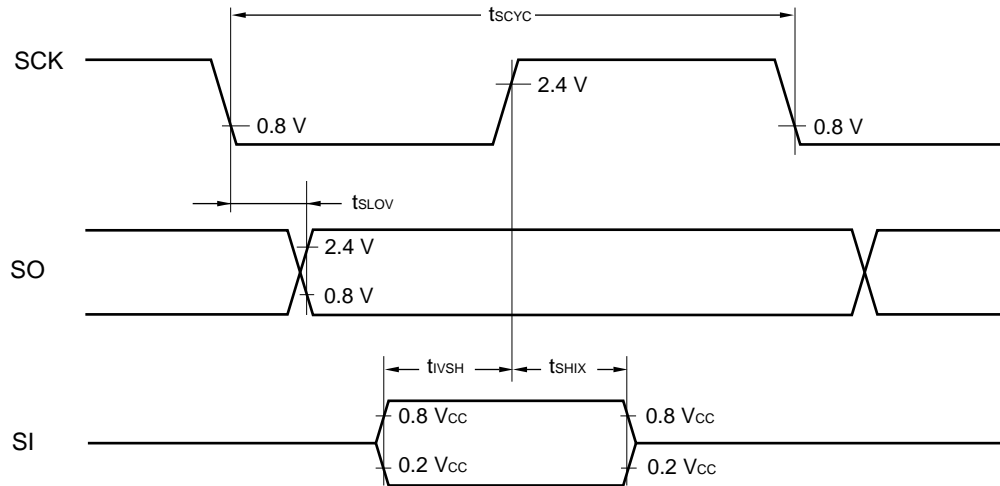 tSCYC
SCK
2.4 V
0.8 V
0.8 V
tSLOV
SO
2.4 V
0.8 V
tIVSH
tSHIX
0.8 VCC
0.8 VCC
SI
0.2 VCC
0.2 VCC